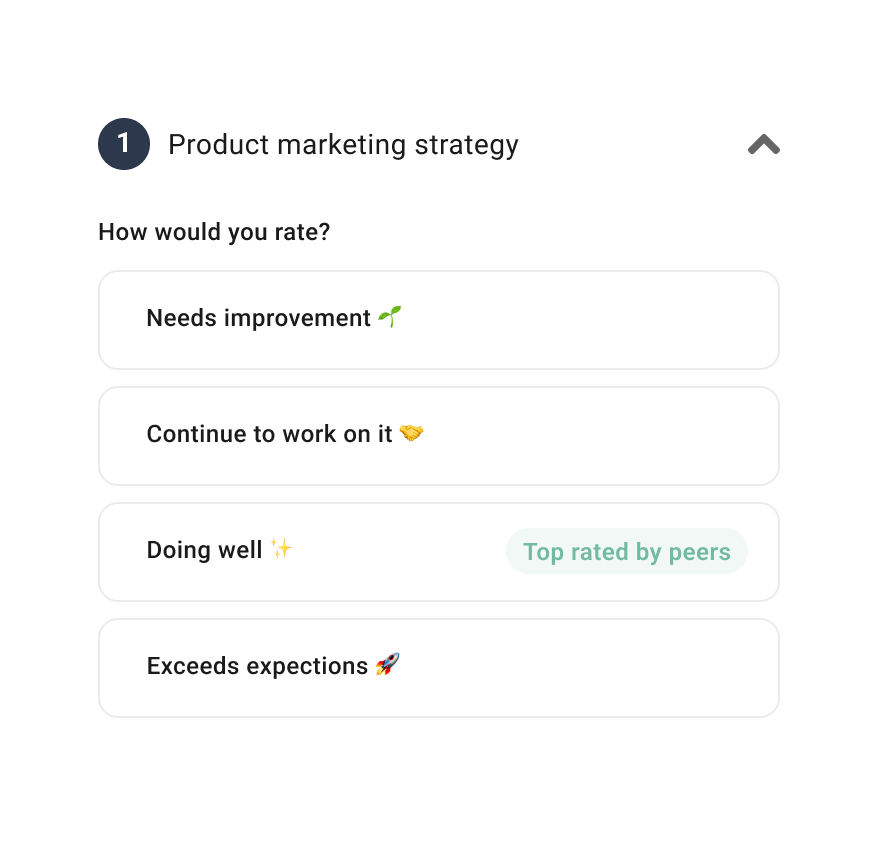 1 Product marketing strategy
How would you rate?
Needs improvement 🌱
Continue to work on it 🤝
Doing well ✨ Top rated by peers
Exceeds expections 🚀